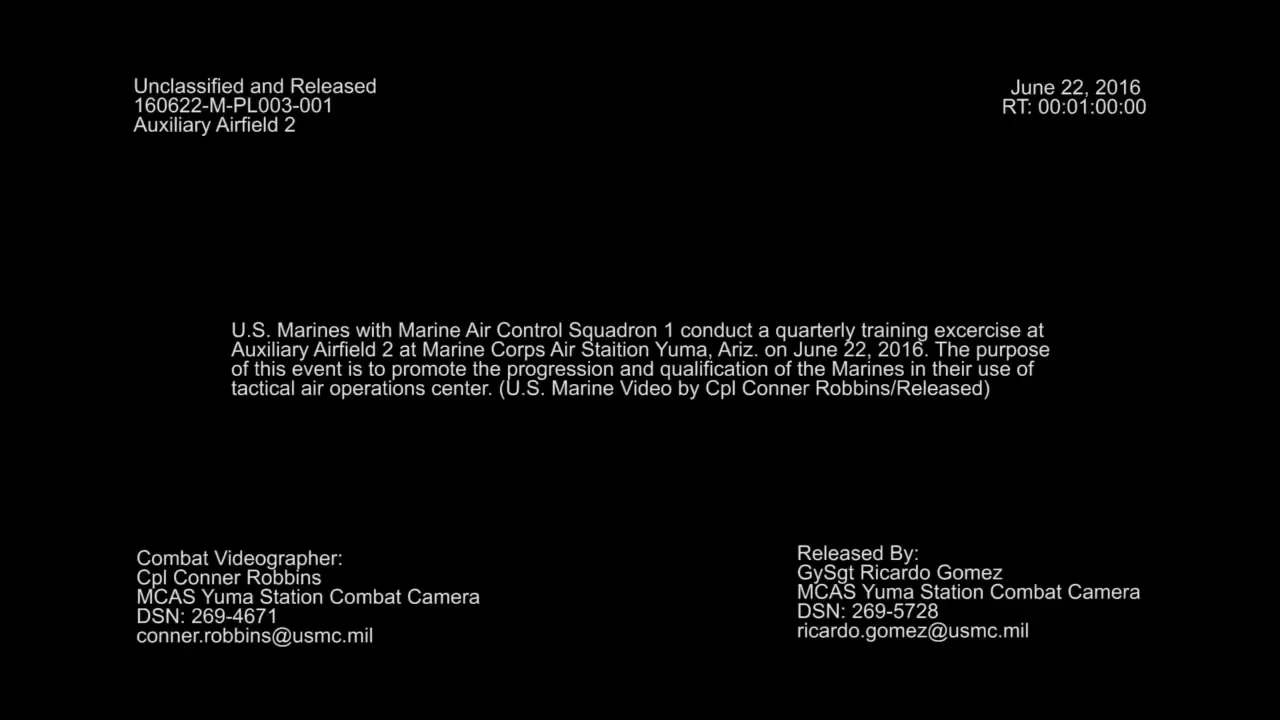 Unclassified and Released
160622-M-PL003-001
Auxiliary Airfield 2
June 22, 2016
RT: 00:01:00:00
U.S. Marines with Marine Air Control Squadron 1 conduct a quarterly training excercise at
Auxiliary Airfield 2 at Marine Corps Air Staition Yuma, Ariz. on June 22, 2016. The purpose
of this event is to promote the progression and qualification of the Marines in their use of
tactical air operations center. (U.S. Marine Video by Cpl Conner Robbins/Released)
Combat Videographer:
Cpl Conner Robbins
MCAS Yuma Station Combat Camera
DSN: 269-4671
conner.robbins@usmc.mil
Released By:
GySgt Ricardo Gomez
MCAS Yuma Station Combat Camera
DSN: 269-5728
ricardo.gomez@usmc.mil